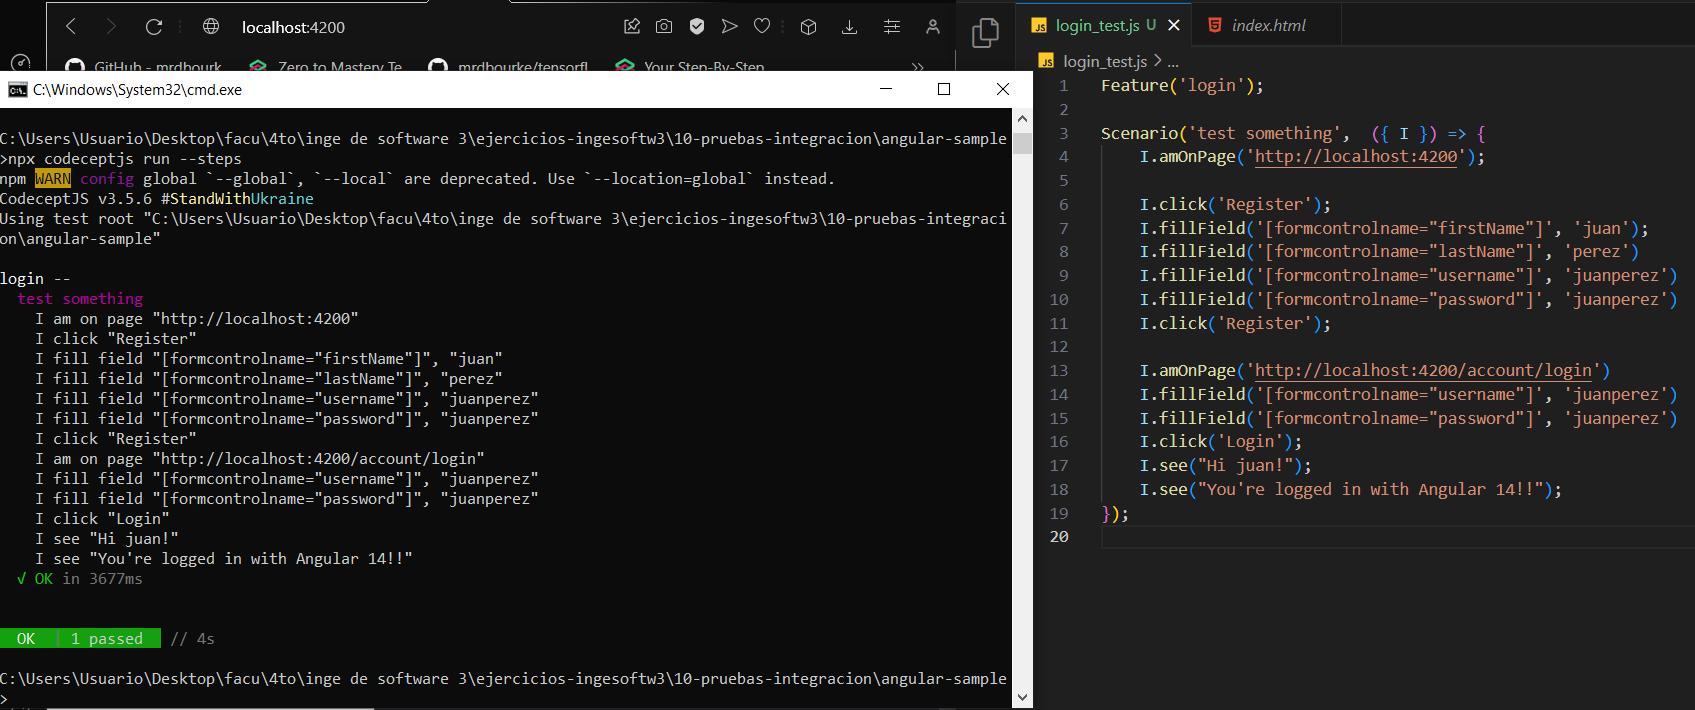 localhost:4200
GitHub - mrdbourk
Zero to Mastery Te
mrdbourke/tensorfl
Your Step-By-Step
C:\Windows\System32\cmd.exe
C:\Users\Usuario\Desktop\facu\4to\inge de software 3\ejercicios-ingesoftw3\10-pruebas-integracion\angular-sample
>npx codeceptjs run --steps
npm WARN config global `--global`, `--local` are deprecated. Use `--location=global` instead.
CodeceptJS v3.5.6 #StandWithUkraine
Using test root "C:\Users\Usuario\Desktop\facu\4to\inge de software 3\ejercicios-ingesoftw3\10-pruebas-integraci
on\angular-sample"
login --
test something
I am on page "http://localhost:4200"
I click "Register"
I fill field "[formcontrolname="firstName"]", "juan"
I fill field "[formcontrolname="lastName"]", "perez"
I fill field "[formcontrolname="username"]", "juanperez"
I fill field "[formcontrolname="password"]", "juanperez"
I click "Register"
I am on page "http://localhost:4200/account/login"
I fill field "[formcontrolname="username"]", "juanperez"
I fill field "[formcontrolname="password"]", "juanperez"
I click "Login"
I see "Hi juan!"
I see "You're logged in with Angular 14!!"
√ OK in 3677ms
OK | 1 passed // 4s
C:\Users\Usuario\Desktop\facu\4to\inge de software 3\ejercicios-ingesoftw3\10-pruebas-integracion\angular-sample
>
JS login_test.js U
index.html
JS login_test.js > ...
1 Feature('login');
2
3 Scenario('test something', ({ I }) => {
4 I.amOnPage('http://localhost:4200');
5
6 I.click('Register');
7 I.fillField('[formcontrolname="firstName"]', 'juan');
8 I.fillField('[formcontrolname="lastName"]', 'perez')
9 I.fillField('[formcontrolname="username"]', 'juanperez')
10 I.fillField('[formcontrolname="password"]', 'juanperez')
11 I.click('Register');
12
13 I.amOnPage('http://localhost:4200/account/login')
14 I.fillField('[formcontrolname="username"]', 'juanperez')
15 I.fillField('[formcontrolname="password"]', 'juanperez')
16 I.click('Login');
17 I.see("Hi juan!");
18 I.see("You're logged in with Angular 14!!");
19 });
20